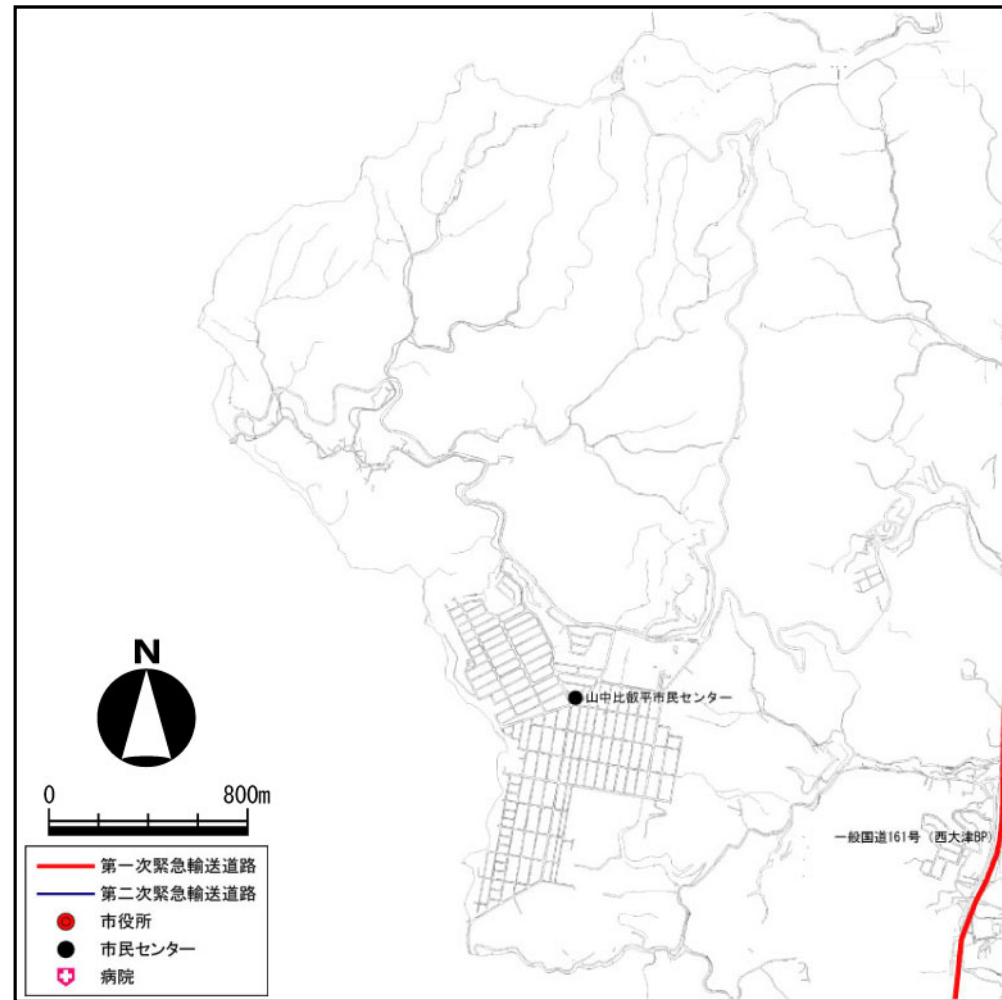 山中比叡平市民センター
N
0 800m
一般国道161号（西大津BP）
第一次緊急輸送道路
第二次緊急輸送道路
市役所
市民センター
病院